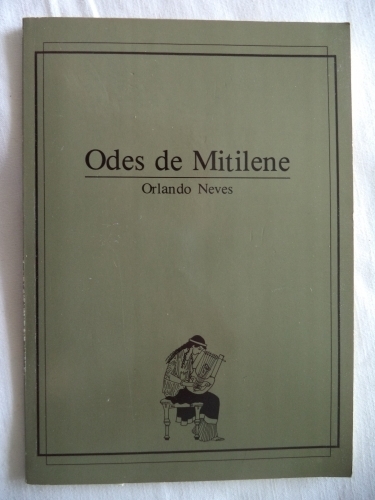 Odes de Mitilene
Orlando Neves